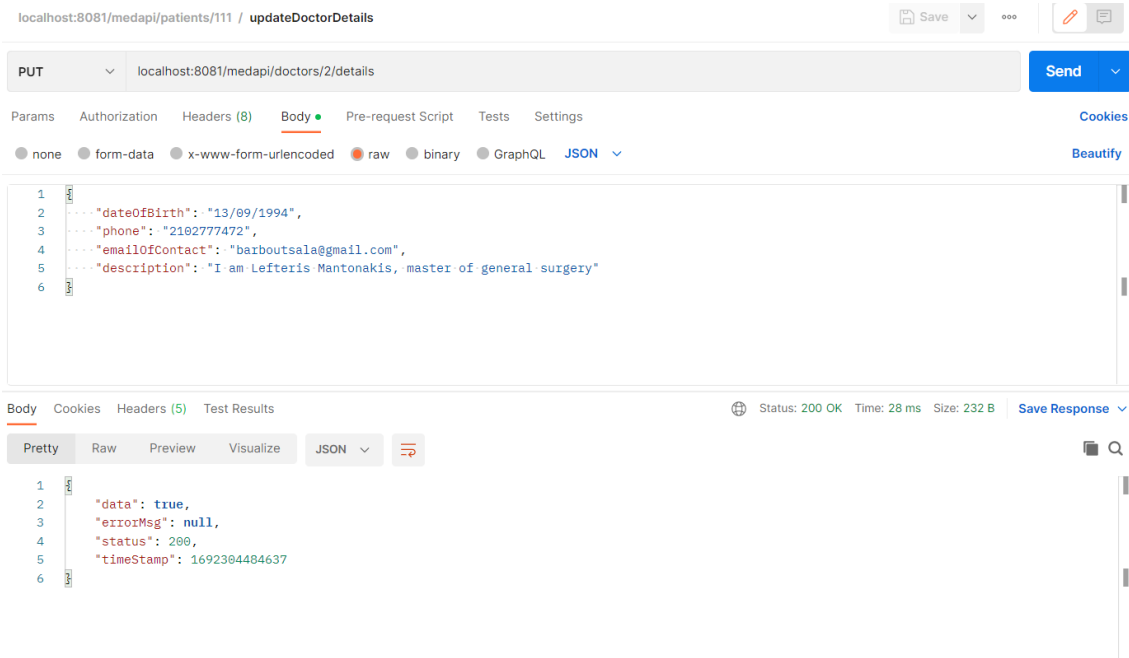 localhost:8081/medapi/patients/111 / updateDoctorDetails
Save
PUT
localhost:8081/medapi/doctors/2/details
Send
Params Authorization Headers (8) Body Pre-request Script Tests Settings Cookies
none form-data x-www-form-urlencoded raw binary GraphQL JSON Beautify
1 {
2 "dateOfBirth": "13/09/1994",
3 "phone": "2102777472",
4 "emailOfContact": "barboutsala@gmail.com",
5 "description": "I am Lefteris Mantonakis, master of general surgery"
6 }
Body Cookies Headers (5) Test Results Status: 200 OK Time: 28 ms Size: 232 B Save Response
Pretty Raw Preview Visualize JSON
1 {
2 "data": true,
3 "errorMsg": null,
4 "status": 200,
5 "timeStamp": 1692304484637
6 }